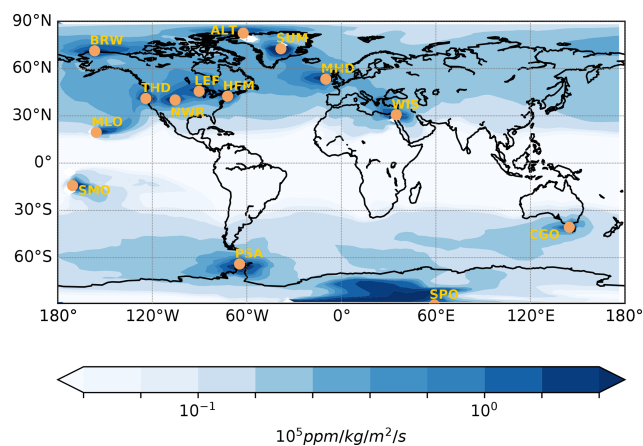 90°N
ALT
BRW
SUM
60°N
MHD
LEF
THD
HFM
30°N
NWR
WIS
MLO
0°
SMO
30°S
CGO
60°S
PSA
SPO
180° 120°W 60°W 0° 60°E 120°E 180°
10⁻¹ 10⁰
10⁵ppm/kg/m²/s